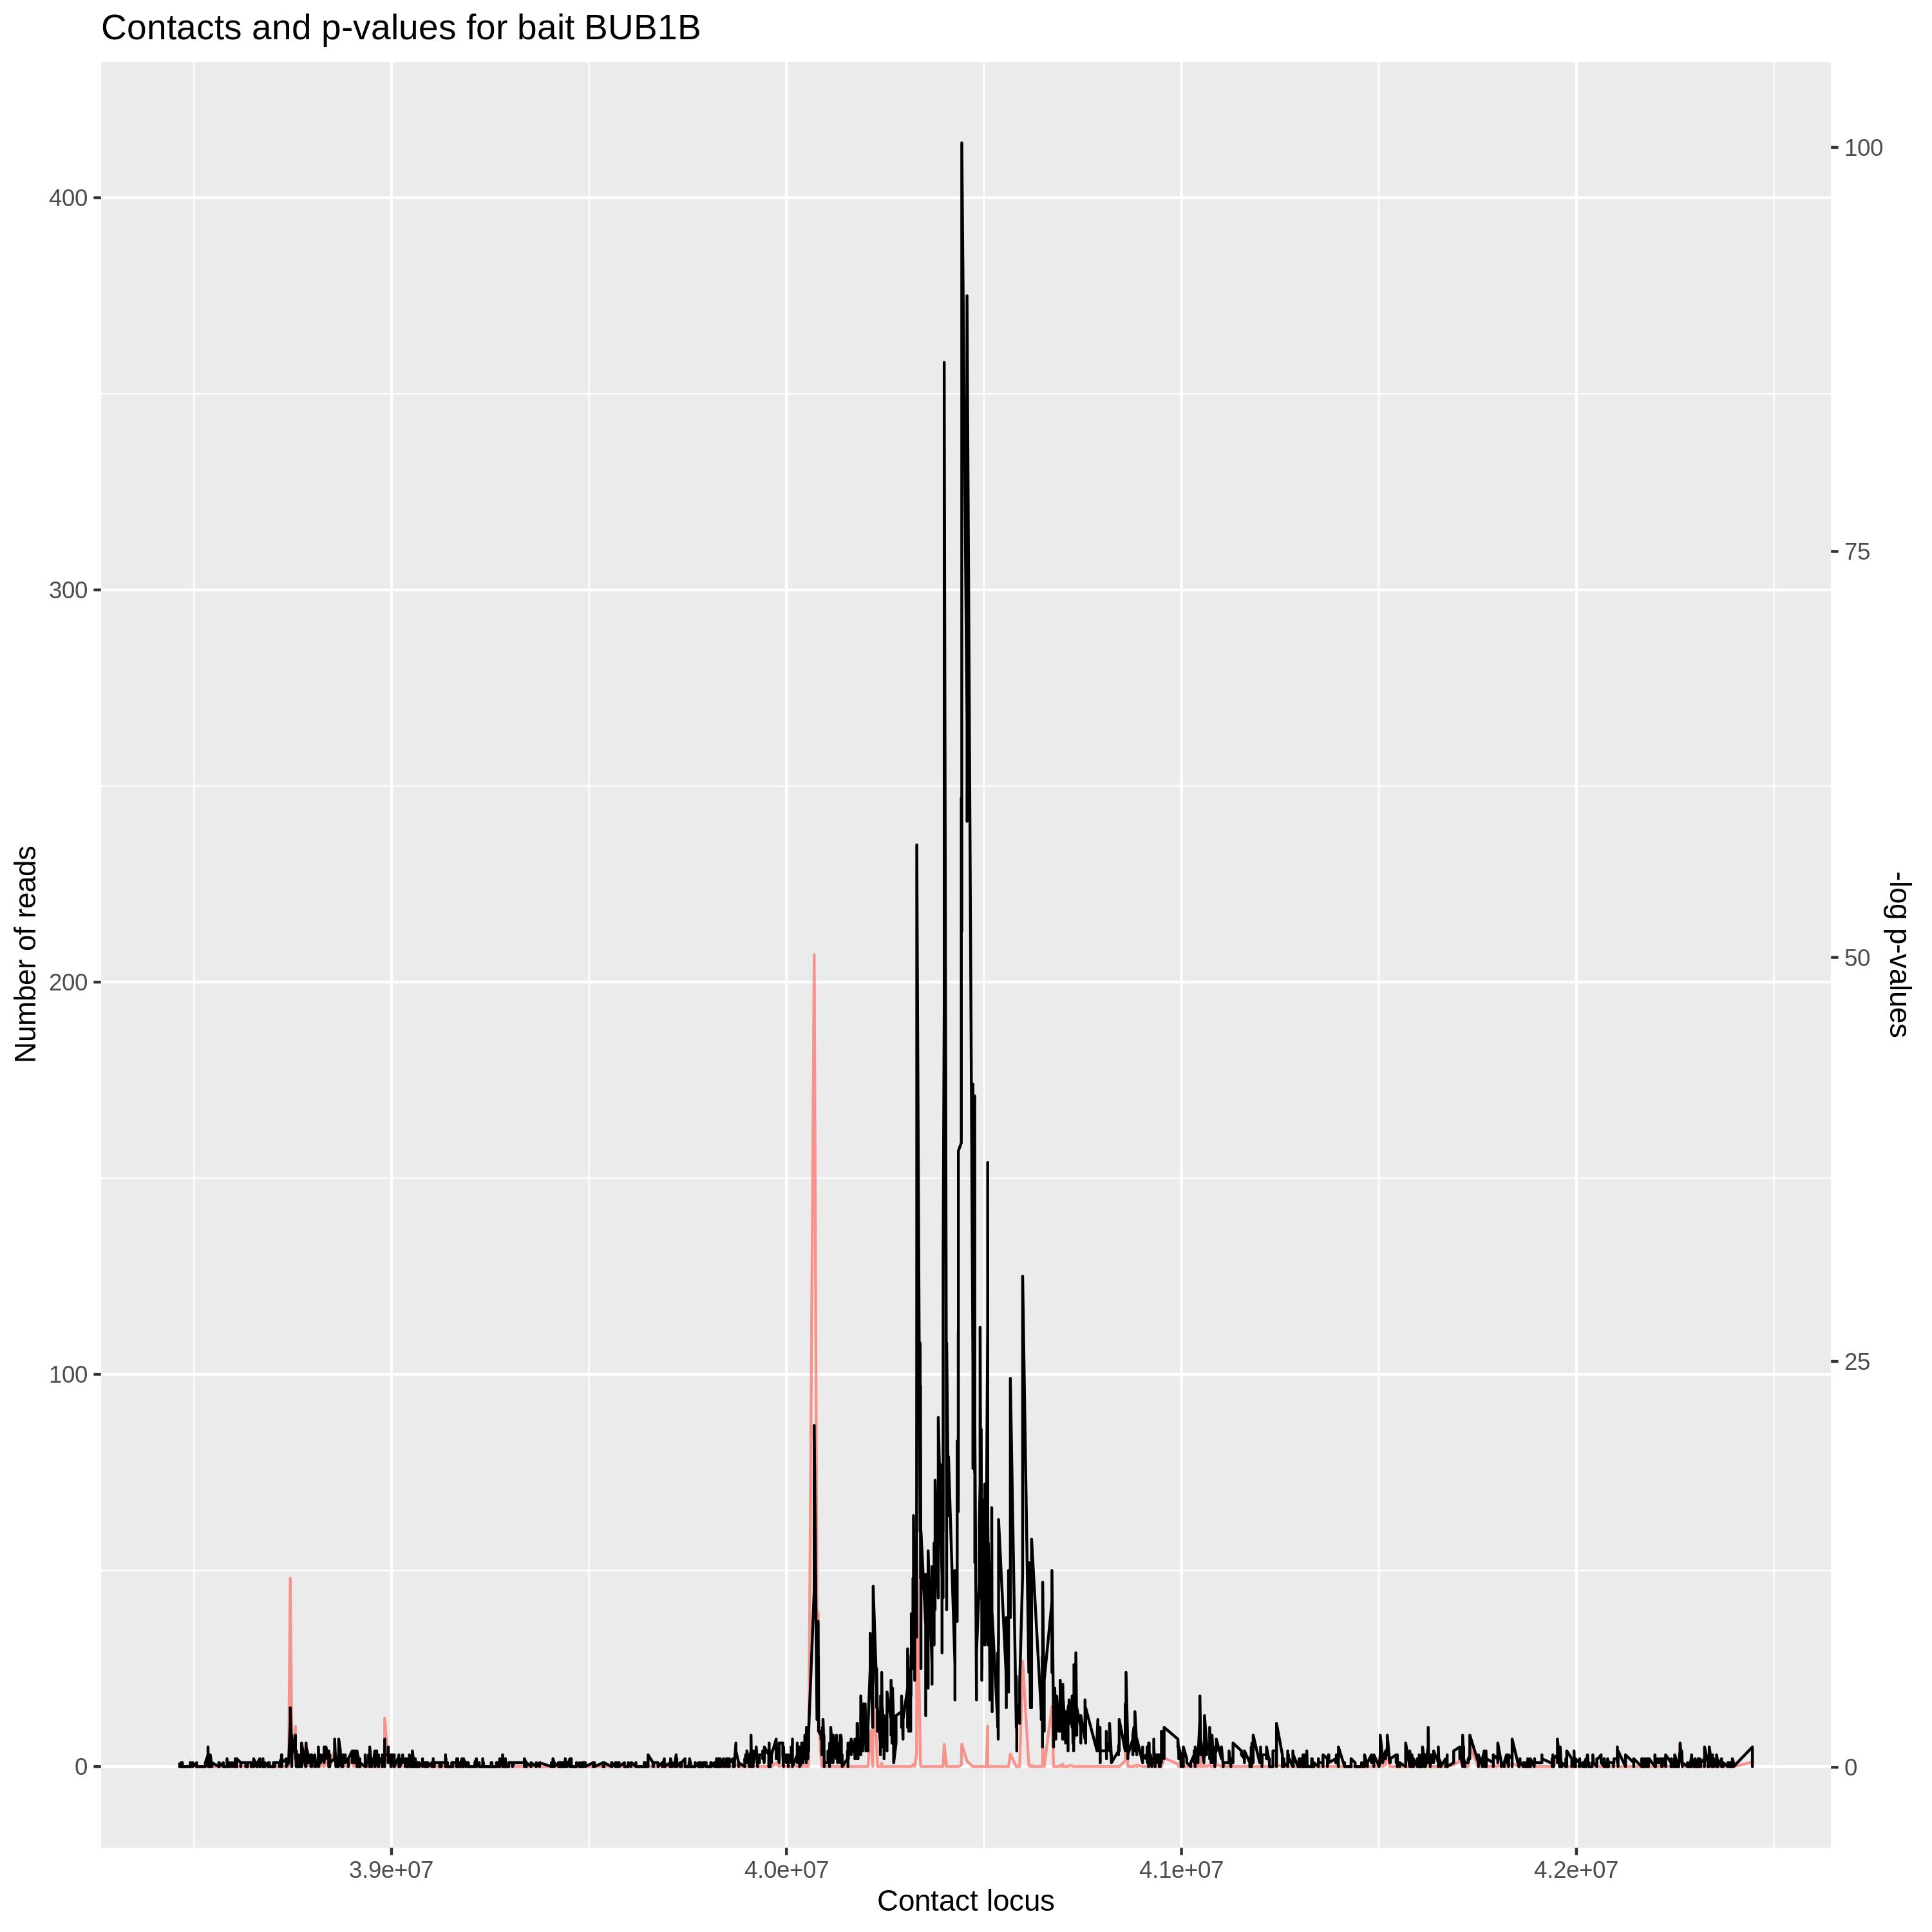 Contacts and p-values for bait BUB1B
Number of reads
400
300
200
100
0
100
75
50
25
0
-log p-values
3.9e+07
4.0e+07
4.1e+07
4.2e+07
Contact locus